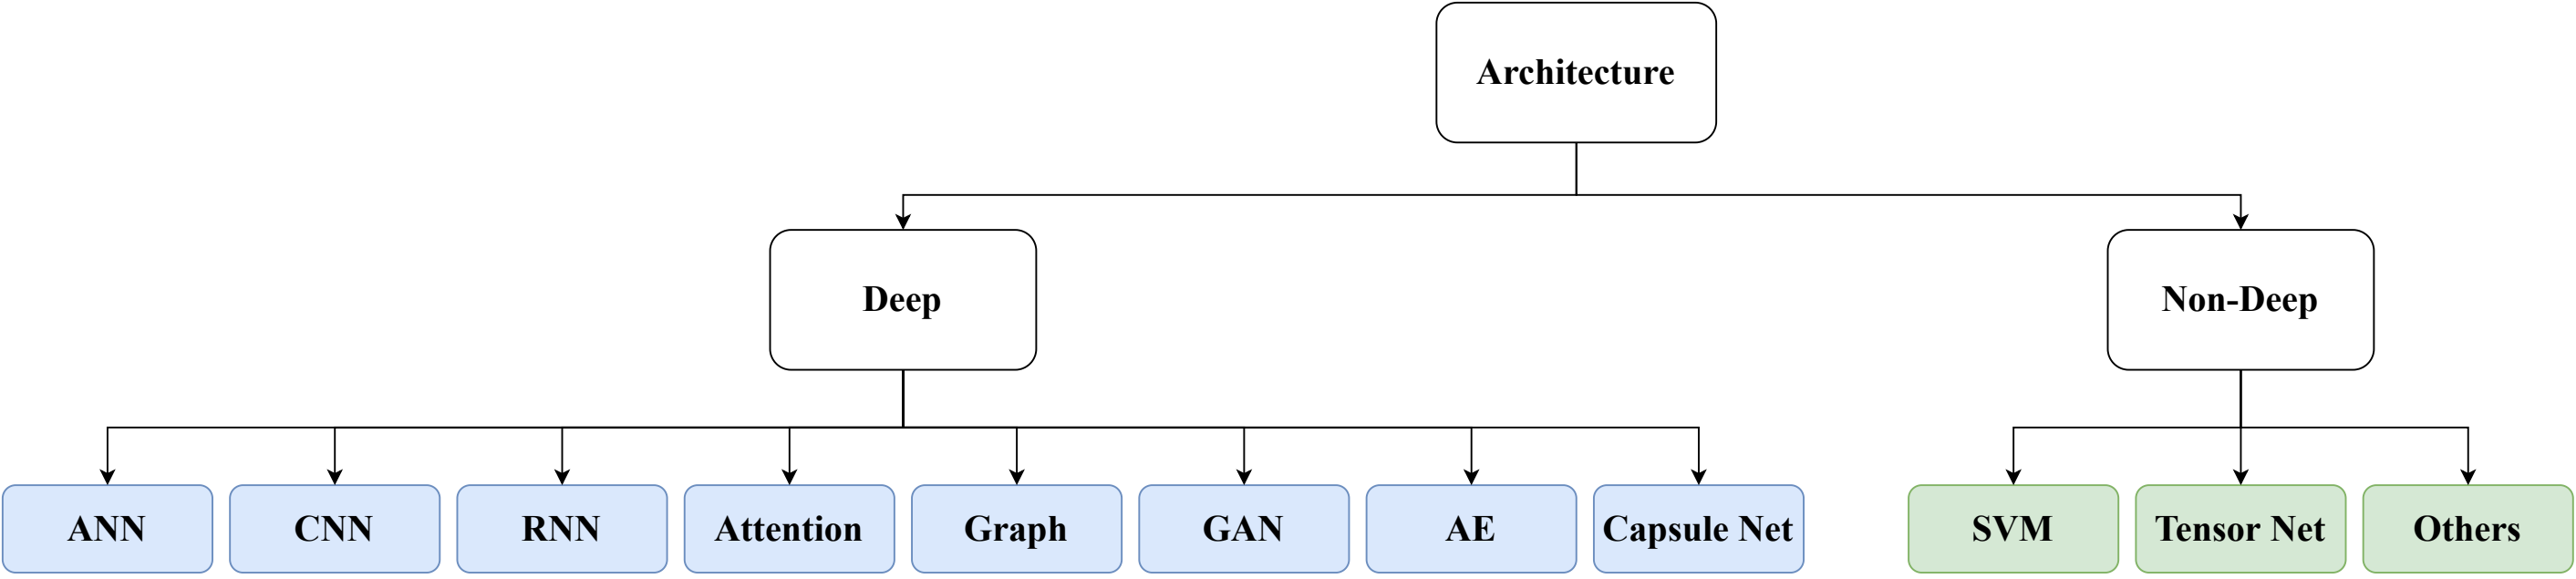 Architecture
Deep
Non-Deep
ANN
CNN
RNN
Attention
Graph
GAN
AE
Capsule Net
SVM
Tensor Net
Others